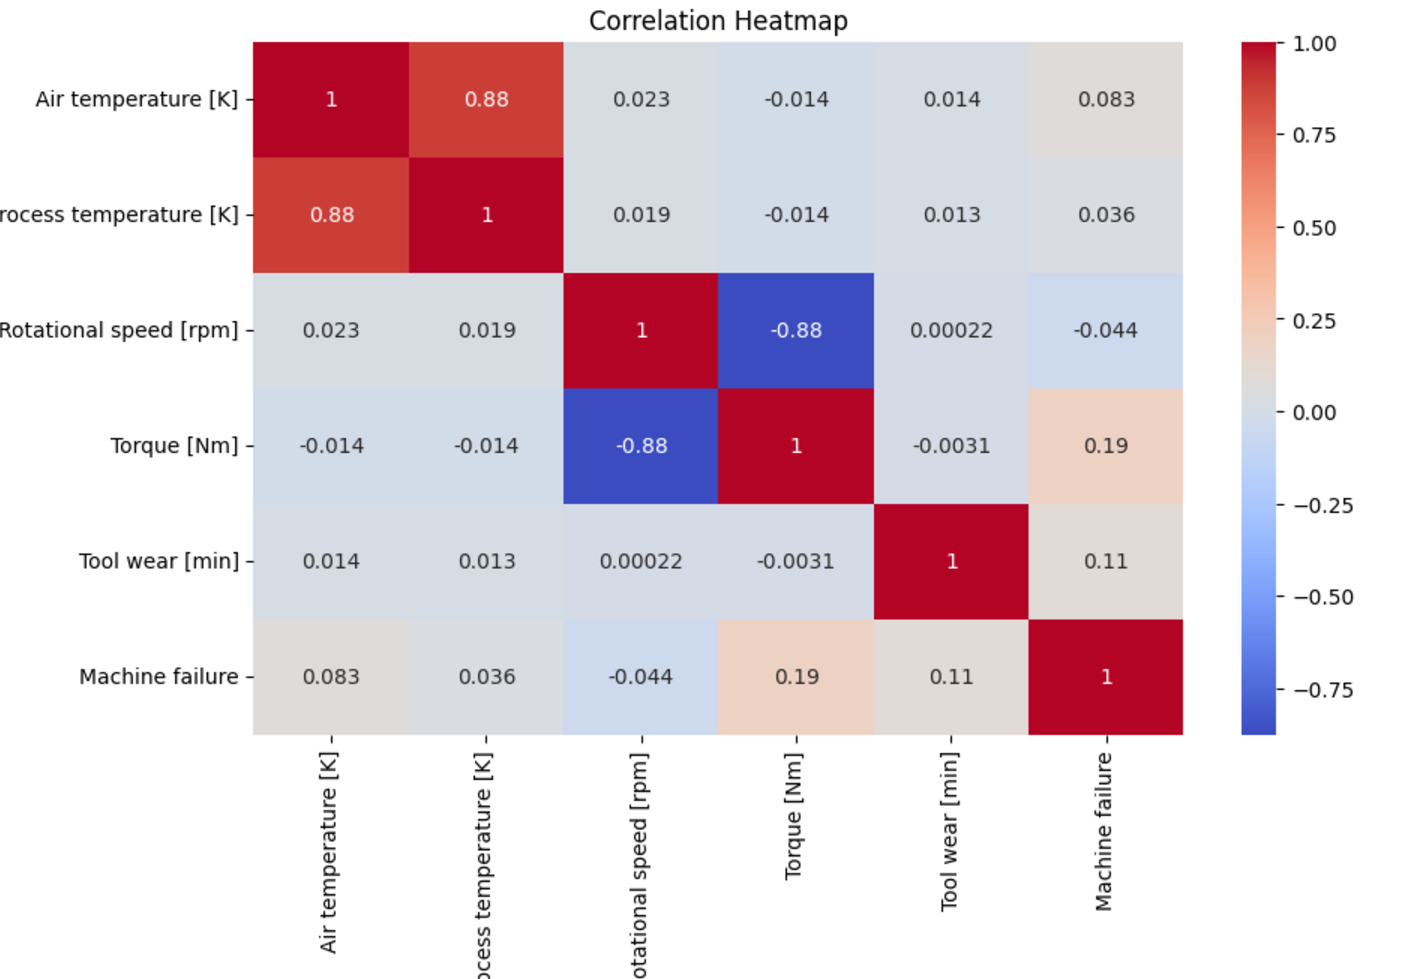 Correlation Heatmap
Air temperature [K] 1 0.88 0.023 -0.014 0.014 0.083
rocess temperature [K] 0.88 1 0.019 -0.014 0.013 0.036
Rotational speed [rpm] 0.023 0.019 1 -0.88 0.00022 -0.044
Torque [Nm] -0.014 -0.014 -0.88 1 -0.0031 0.19
Tool wear [min] 0.014 0.013 0.00022 -0.0031 1 0.11
Machine failure 0.083 0.036 -0.044 0.19 0.11 1
Air temperature [K]
ocess temperature [K]
otational speed [rpm]
Torque [Nm]
Tool wear [min]
Machine failure
1.00
0.75
0.50
0.25
0.00
−0.25
−0.50
−0.75